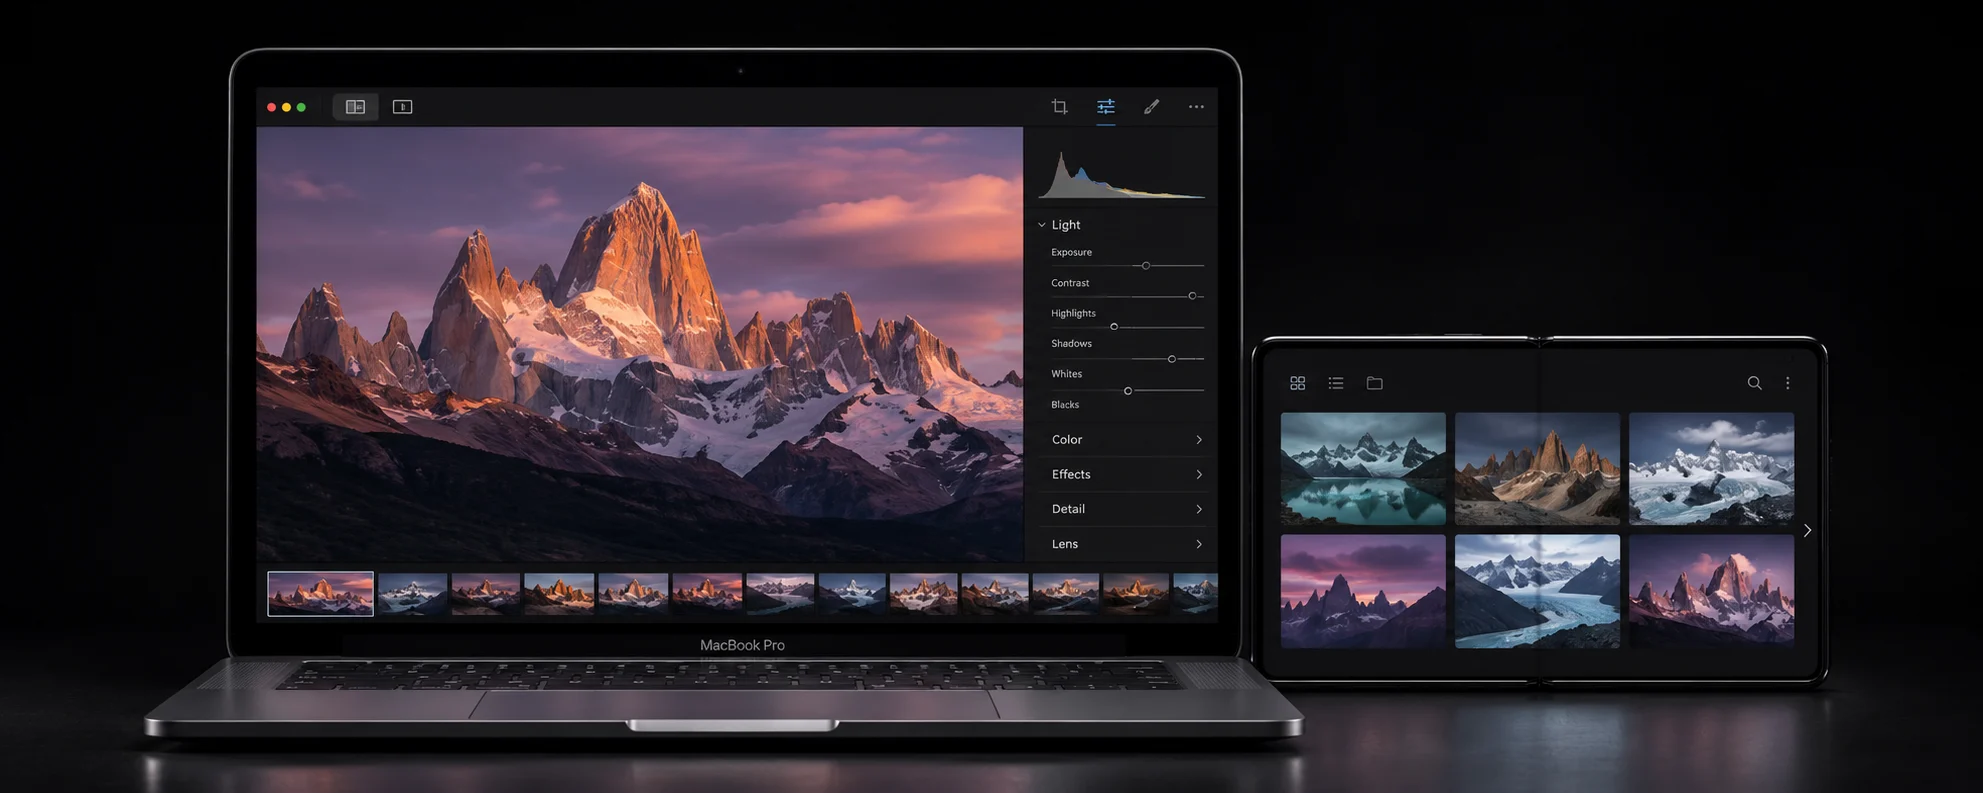 Light
Exposure
Contrast
Highlights
Shadows
Whites
Blacks
Color
Effects
Detail
Lens
MacBook Pro